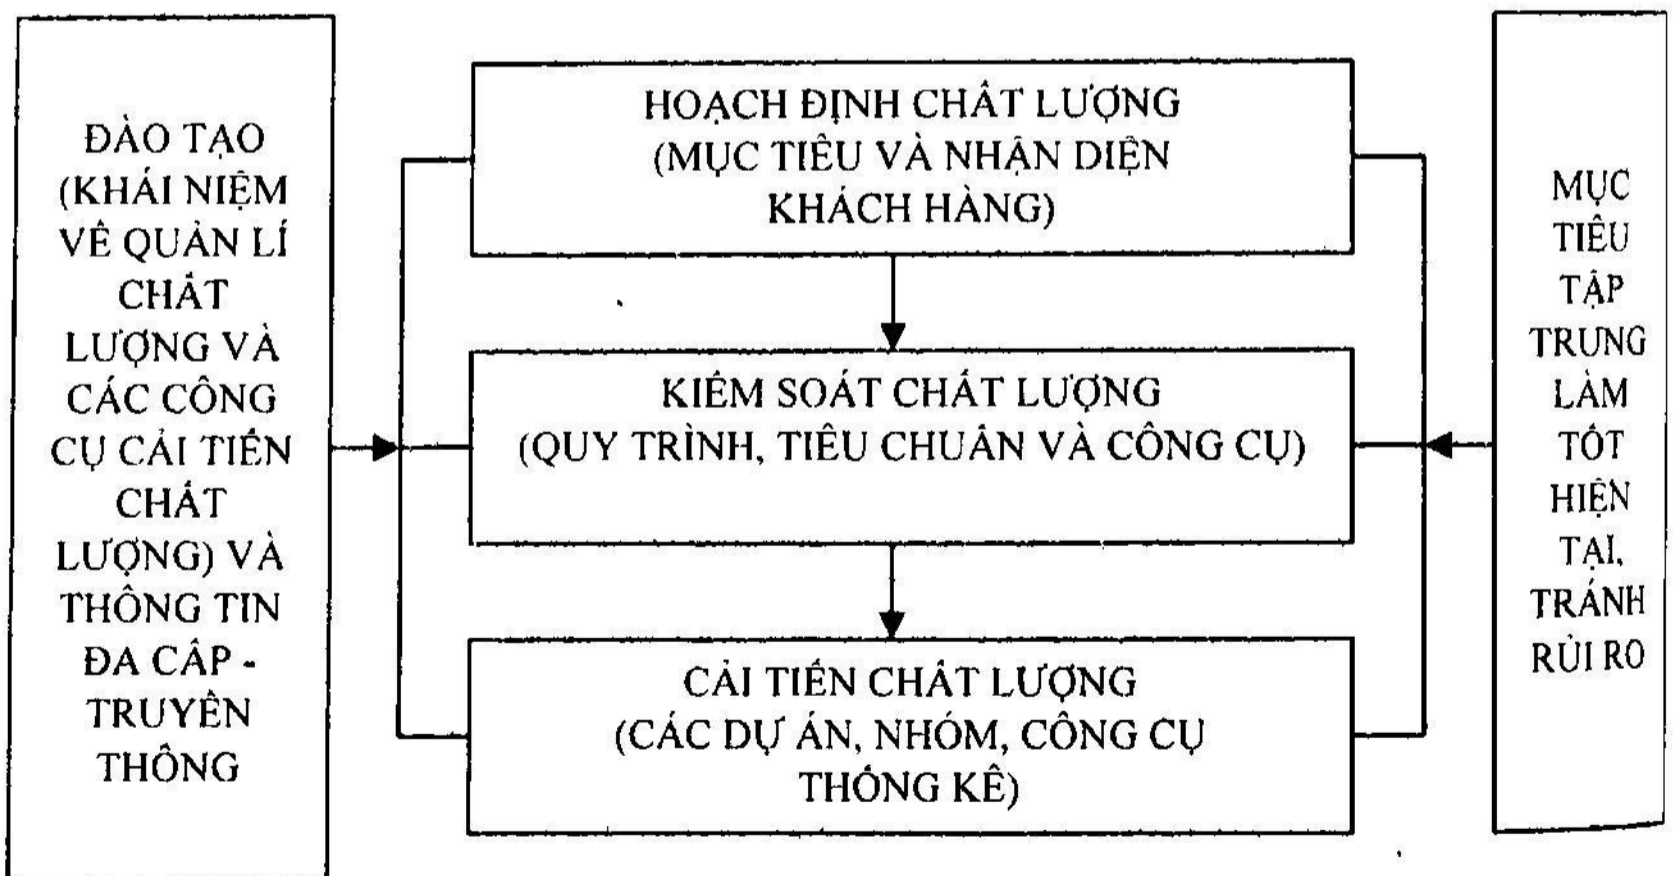 ĐÀO TẠO
(KHÁI NIỆM
VỀ QUẢN LÍ
CHẤT
LƯỢNG VÀ
CÁC CÔNG
CỤ CẢI TIẾN
CHẤT
LƯỢNG) VÀ
THÔNG TIN
ĐA CẤP -
TRUYỀN
THÔNG
HOẠCH ĐỊNH CHẤT LƯỢNG
(MỤC TIÊU VÀ NHẬN DIỆN
KHÁCH HÀNG)
KIỂM SOÁT CHẤT LƯỢNG
(QUY TRÌNH, TIÊU CHUẨN VÀ CÔNG CỤ)
CẢI TIẾN CHẤT LƯỢNG
(CÁC DỰ ÁN, NHÓM, CÔNG CỤ
THỐNG KÊ)
MỤC
TIÊU
TẬP
TRUNG
LÀM
TỐT
HIỆN
TẠI,
TRÁNH
RỦI RO